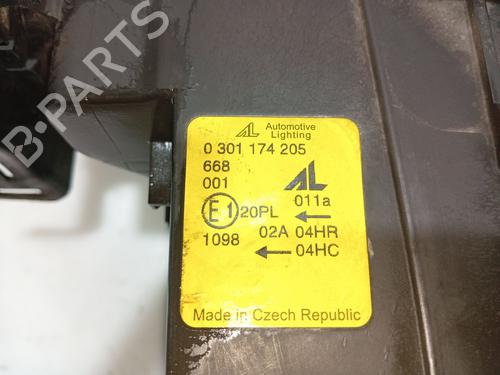 AL Automotive Lighting
0 301 174 205
668
001 AL
E1 20PL 011a ←
1098 02A 04HR
← 04HC
Made in Czech Republic
B-PARTS